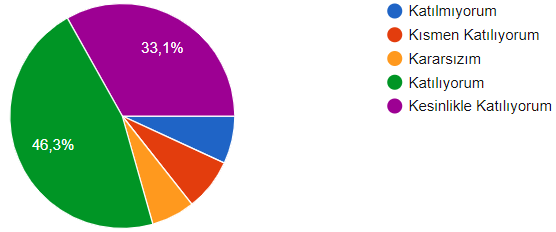 33,1%
46,3%
Katılmıyorum
Kısmen Katılıyorum
Kararsızım
Katılıyorum
Kesinlikle Katılıyorum